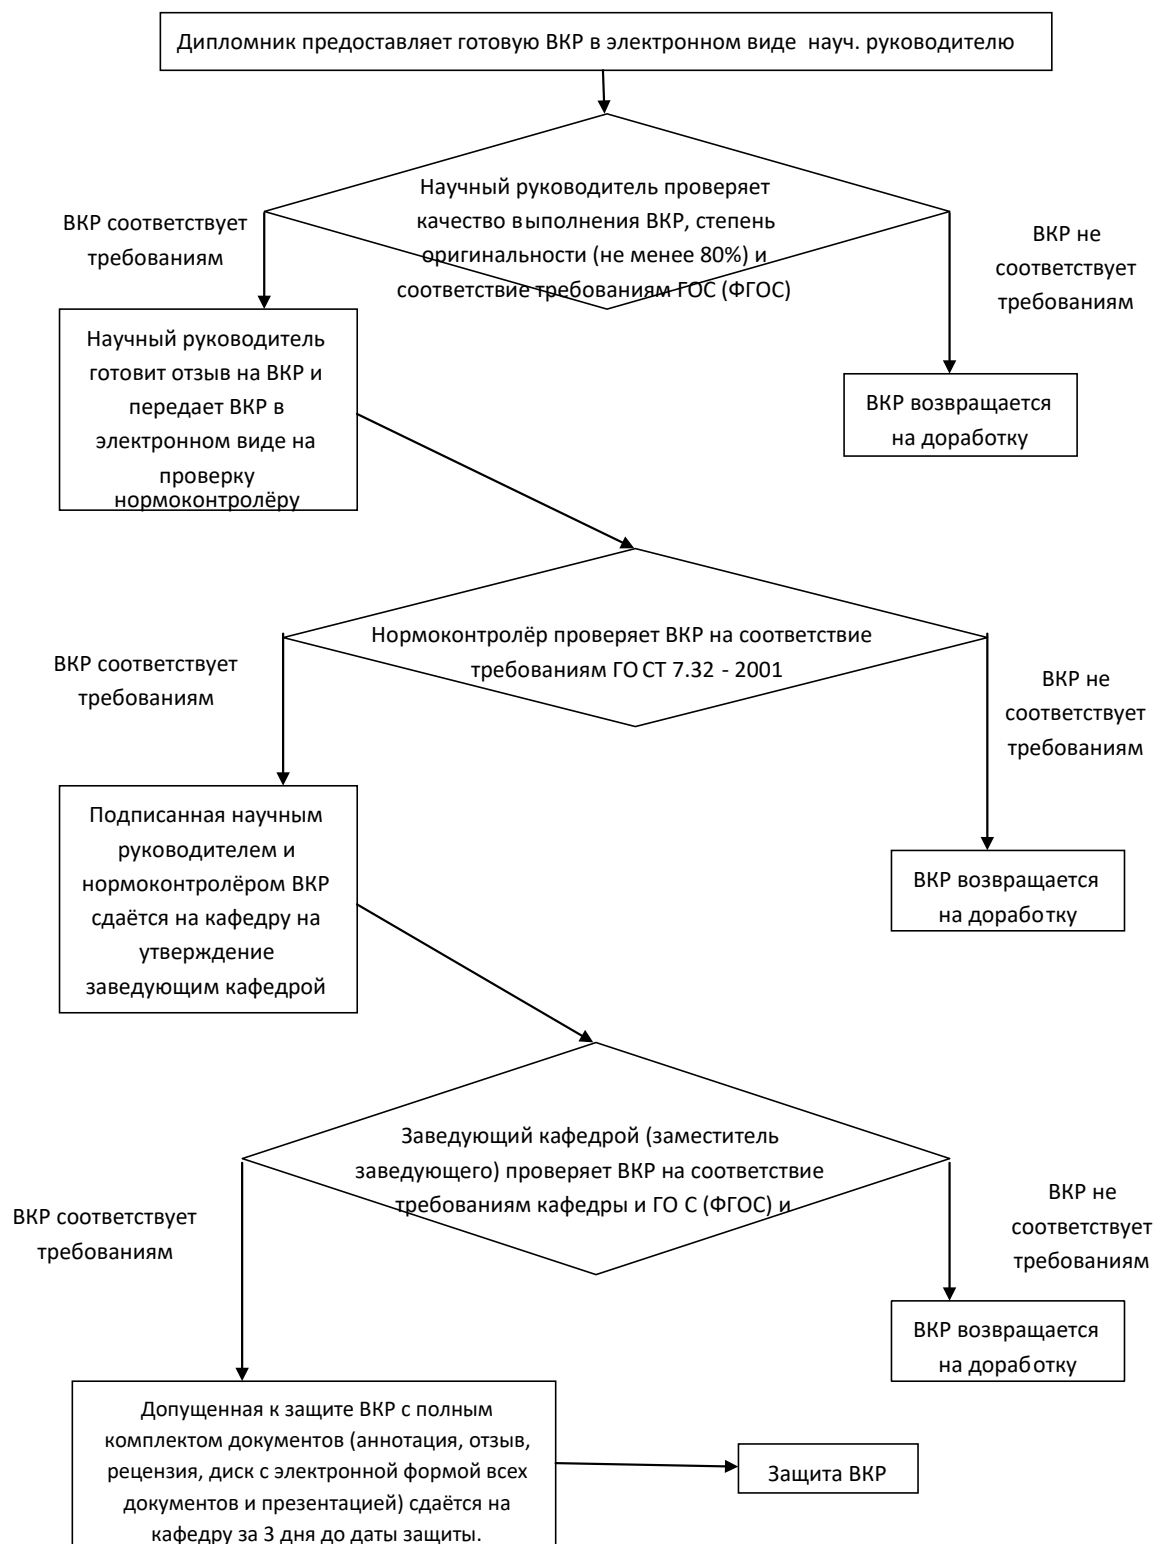 Дипломник предоставляет готовую ВКР в электронном виде науч. руководителю
Научный руководитель проверяет
качество выполнения ВКР, степень
оригинальности (не менее 80%) и
соответствие требованиям ГОС (ФГОС)
ВКР соответствует
требованиям
ВКР не
соответствует
требованиям
Научный руководитель
готовит отзыв на ВКР и
передает ВКР в
электронном виде на
проверку
нормоконтролёру
ВКР возвращается
на доработку
Нормоконтролёр проверяет ВКР на соответствие
требованиям ГОСТ 7.32 - 2001
ВКР соответствует
требованиям
ВКР не
соответствует
требованиям
Подписанная научным
руководителем и
нормоконтролёром ВКР
сдаётся на кафедру на
утверждение
заведующим кафедрой
ВКР возвращается
на доработку
Заведующий кафедрой (заместитель
заведующего) проверяет ВКР на соответствие
требованиям кафедры и ГОС (ФГОС) и
ВКР соответствует
требованиям
ВКР не
соответствует
требованиям
ВКР возвращается
на доработку
Допущенная к защите ВКР с полным
комплектом документов (аннотация, отзыв,
рецензия, диск с электронной формой всех
документов и презентацией) сдаётся на
кафедру за 3 дня до даты защиты.
Защита ВКР